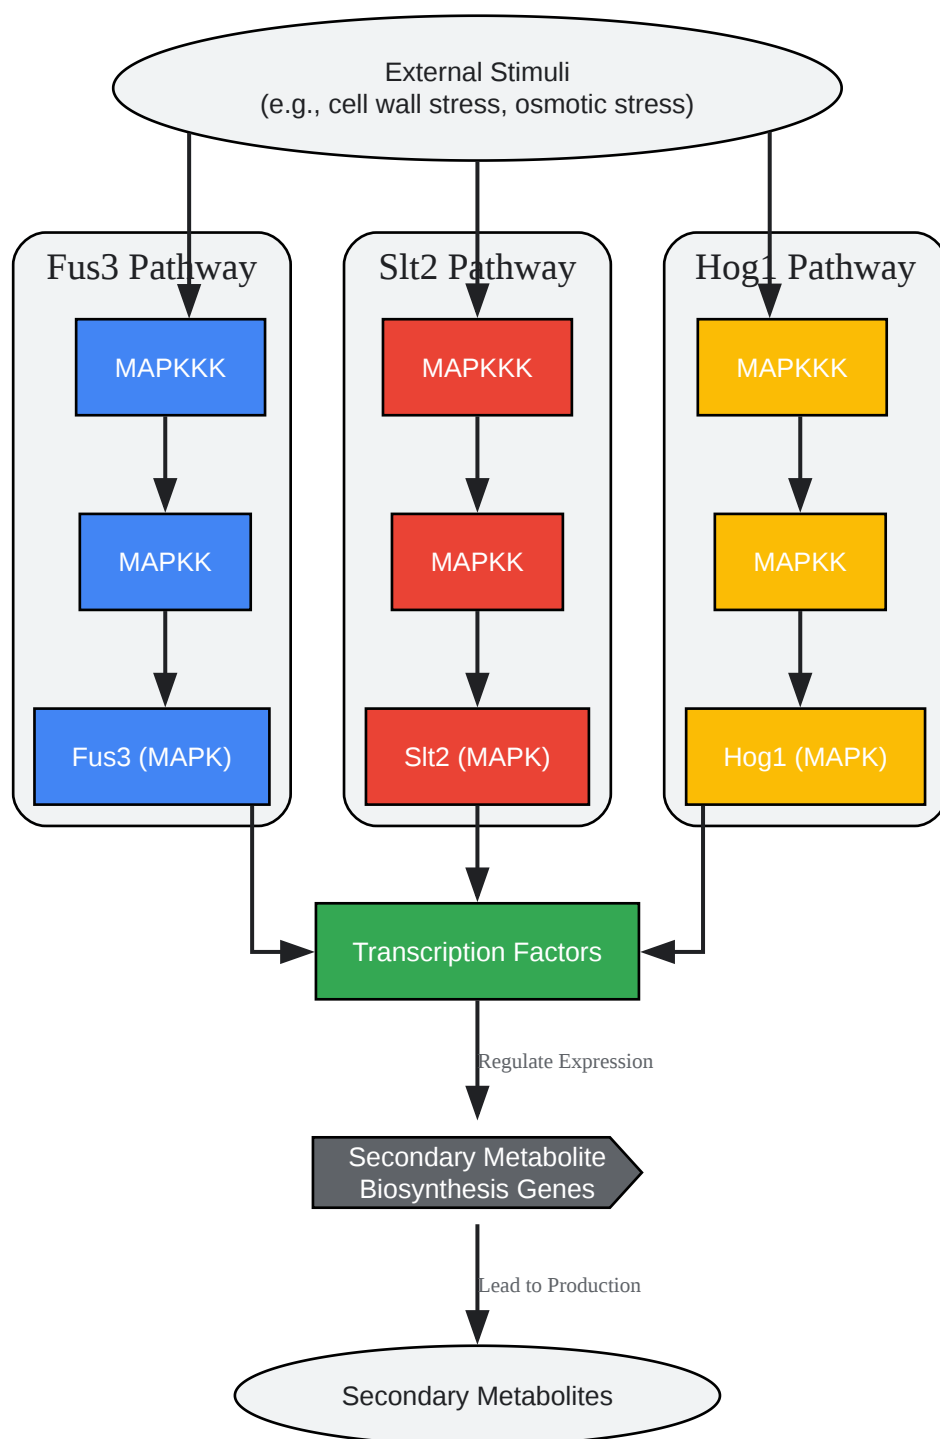 External Stimuli
(e.g., cell wall stress, osmotic stress)
Fus3 Pathway
Slt2 Pathway
Hog1 Pathway
MAPKKK
MAPKKK
MAPKKK
MAPKK
MAPKK
MAPKK
Fus3 (MAPK)
Slt2 (MAPK)
Hog1 (MAPK)
Transcription Factors
Regulate Expression
Secondary Metabolite
Biosynthesis Genes
Lead to Production
Secondary Metabolites